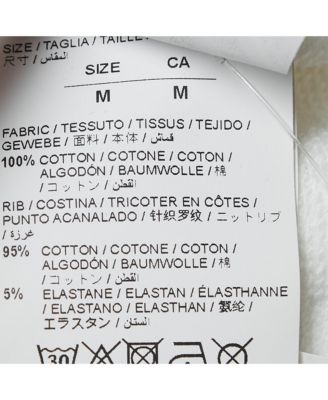 SIZE / TAGLIA / TAILLE
尺寸 / المقاس /
SIZE CA
M M
FABRIC / TESSUTO / TISSUS / TEJIDO /
GEWEBE / 面料 / 本体 / قماش /
100% COTTON / COTONE / COTON /
ALGODÓN / BAUMWOLLE / 棉
/ コットン / القطن /
RIB / COSTINA / TRICOTER EN CÔTES /
PUNTO ACANALADO / 针织罗纹 / ニットリブ
/ غرزة /
95% COTTON / COTONE / COTON /
ALGODÓN / BAUMWOLLE / 棉
/ コットン / القطن /
5% ELASTANE / ELASTAN / ÉLASTHANNE
/ ELASTANO / ELASTHAN / 氨纶 /
エラスタン / الستان /
30